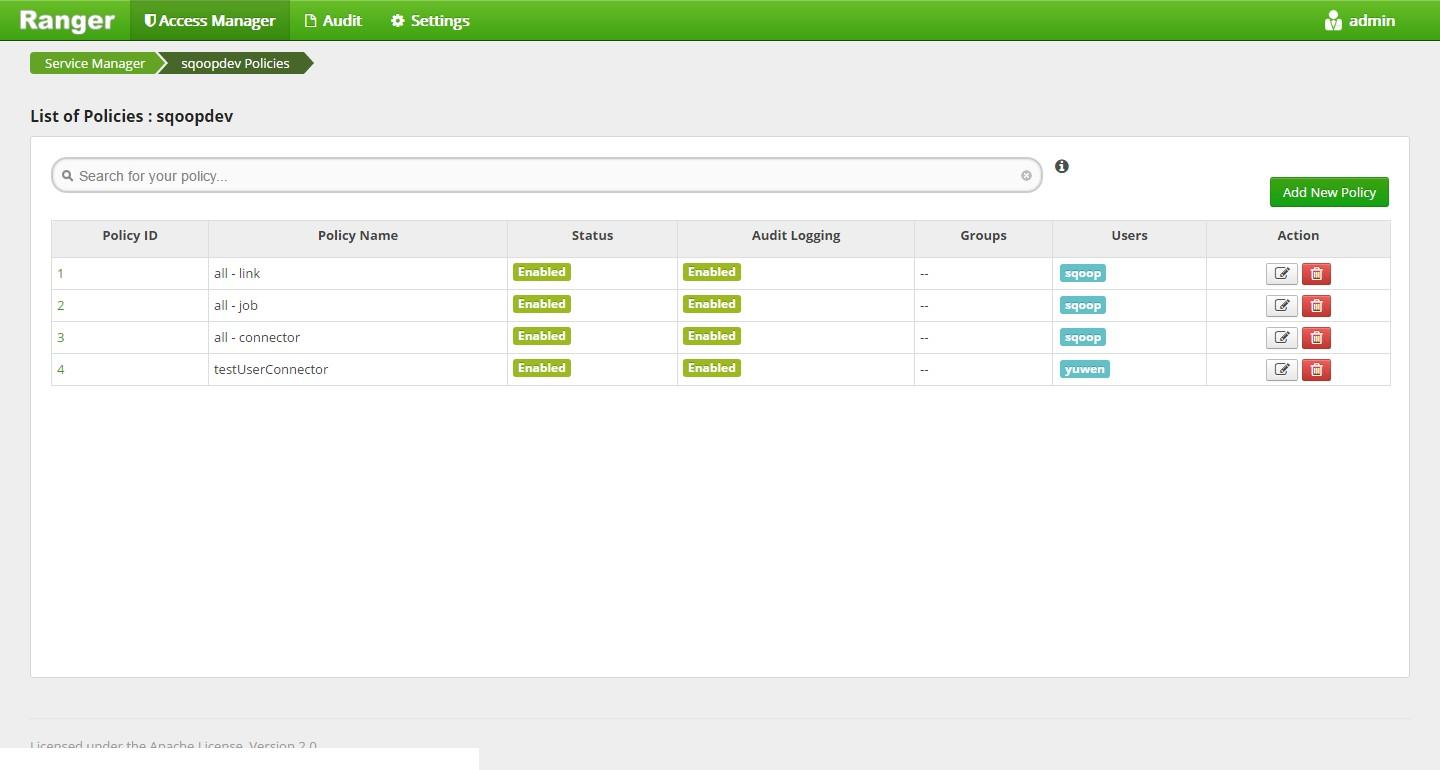 Ranger Access Manager Audit Settings admin
Service Manager sqoopdev Policies
List of Policies : sqoopdev
Search for your policy...
Add New Policy
Policy ID Policy Name Status Audit Logging Groups Users Action
1 all - link Enabled Enabled -- sqoop
2 all - job Enabled Enabled -- sqoop
3 all - connector Enabled Enabled -- sqoop
4 testUserConnector Enabled Enabled -- yuwen
Licensed under the Apache License, Version 2.0